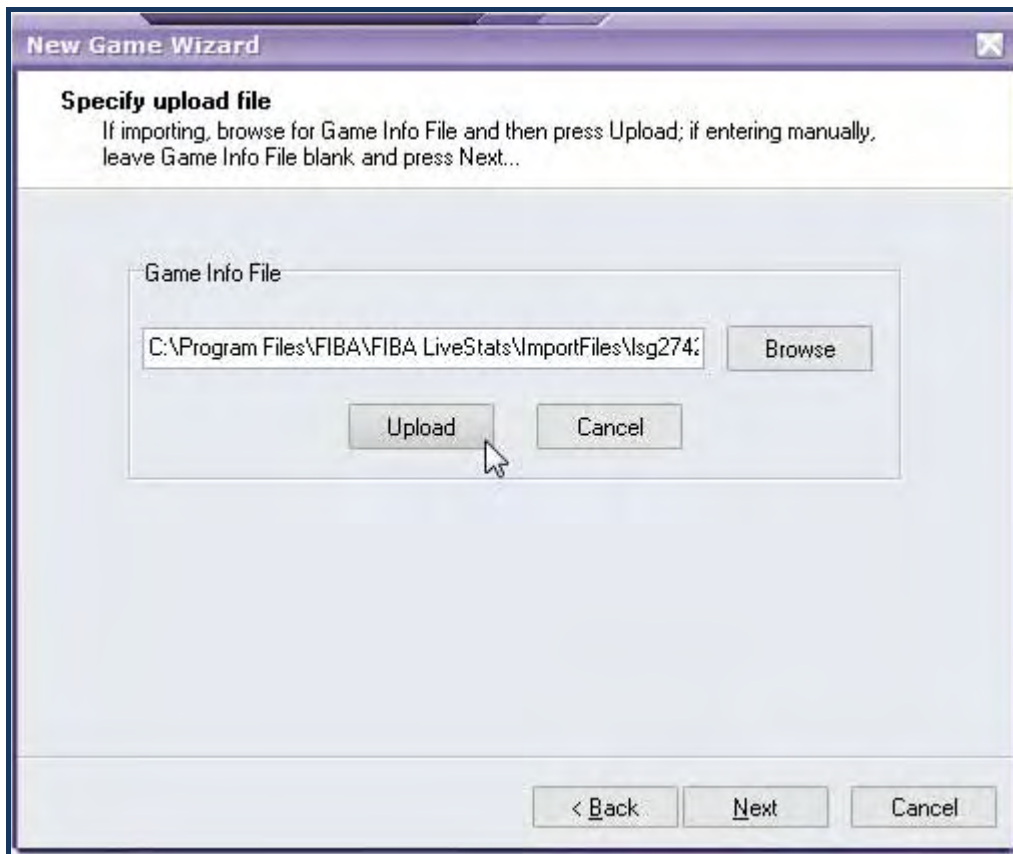 New Game Wizard
Specify upload file
If importing, browse for Game Info File and then press Upload; if entering manually,
leave Game Info File blank and press Next...
Game Info File
C:\Program Files\FIBA\FIBA LiveStats\ImportFiles\lsg2742
Browse
Upload
Cancel
< Back
Next
Cancel